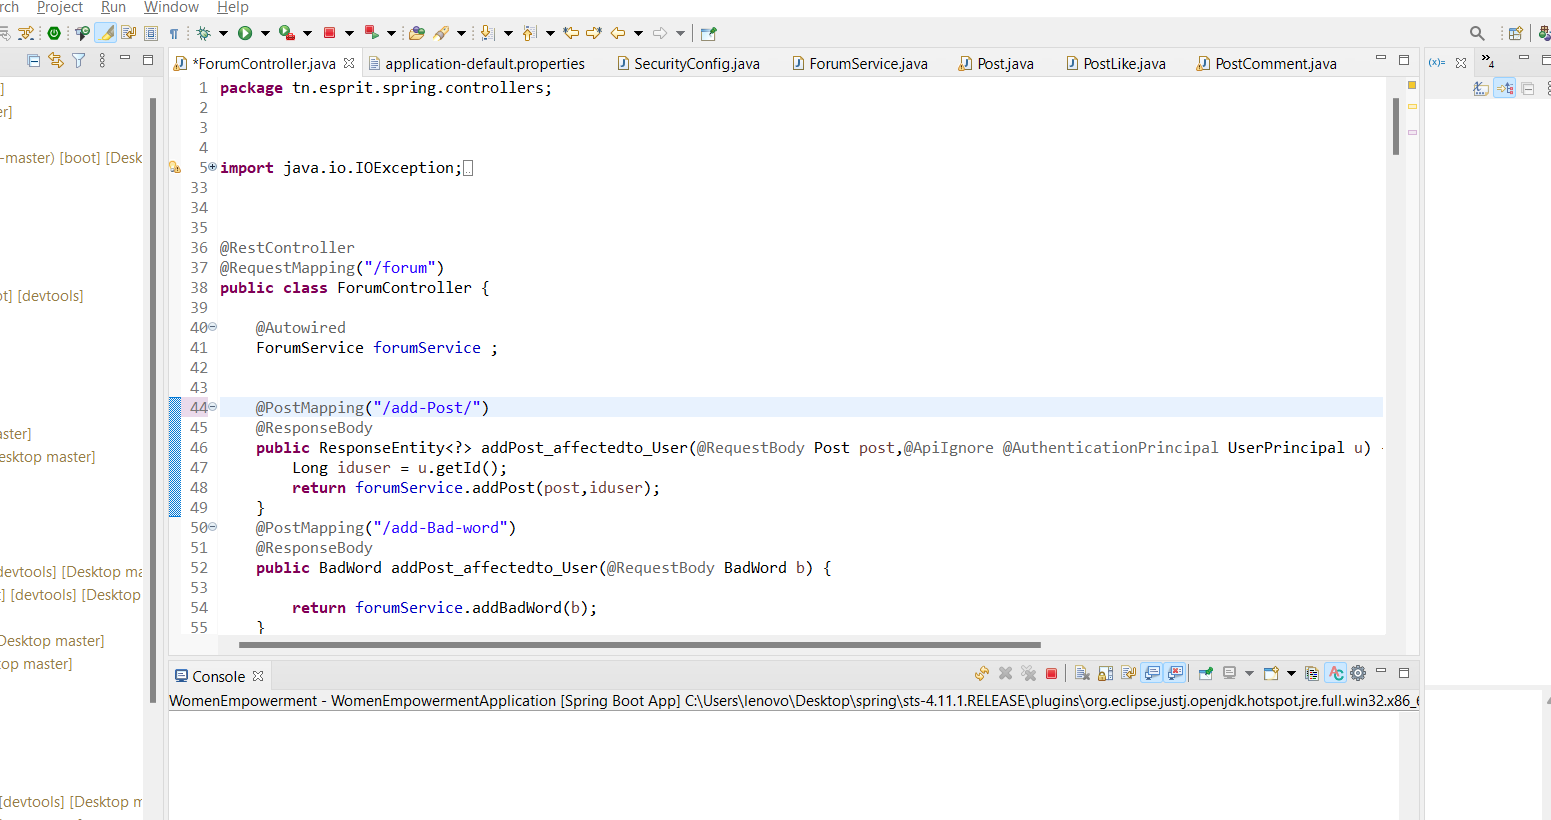 rch Project Run Window Help
*ForumController.java application-default.properties SecurityConfig.java ForumService.java Post.java PostLike.java PostComment.java
(x)= »4
]
er]
-master) [boot] [Desk
ot] [devtools]
aster]
esktop master]
devtools] [Desktop ma
t] [devtools] [Desktop
Desktop master]
top master]
[devtools] [Desktop m
1 package tn.esprit.spring.controllers;
2
3
4
5 import java.io.IOException;
33
34
35
36 @RestController
37 @RequestMapping("/forum")
38 public class ForumController {
39
40 @Autowired
41 ForumService forumService ;
42
43
44 @PostMapping("/add-Post/")
45 @ResponseBody
46 public ResponseEntity<?> addPost_affectedto_User(@RequestBody Post post,@ApiIgnore @AuthenticationPrincipal UserPrincipal u)
47 Long iduser = u.getId();
48 return forumService.addPost(post,iduser);
49 }
50 @PostMapping("/add-Bad-word")
51 @ResponseBody
52 public BadWord addPost_affectedto_User(@RequestBody BadWord b) {
53
54 return forumService.addBadWord(b);
55 }
Console
WomenEmpowerment - WomenEmpowermentApplication [Spring Boot App] C:\Users\lenovo\Desktop\spring\sts-4.11.1.RELEASE\plugins\org.eclipse.justj.openjdk.hotspot.jre.full.win32.x86_6